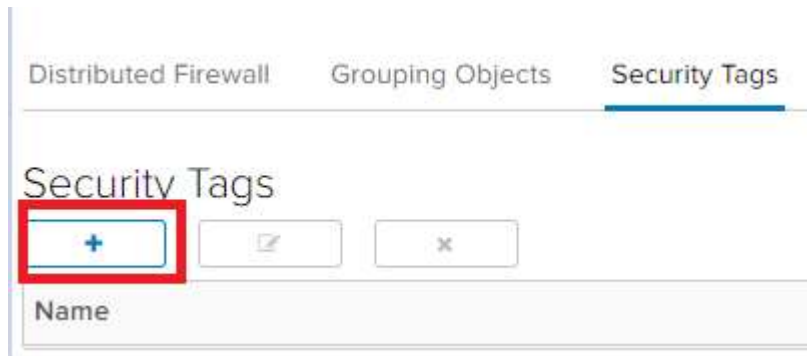 Distributed Firewall Grouping Objects Security Tags
Security Tags
Name